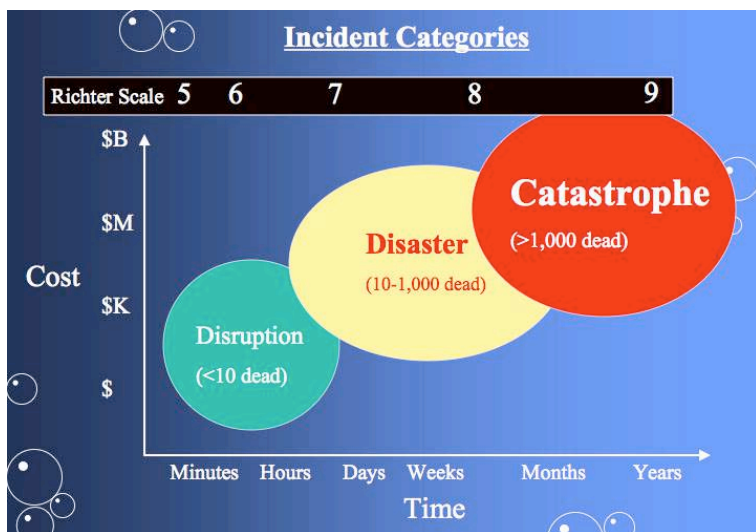 Incident Categories
Richter Scale 5 6 7 8 9
$B
$M
$K
$
Cost
Catastrophe
(>1,000 dead)
Disaster
(10-1,000 dead)
Disruption
(<10 dead)
Minutes Hours Days Weeks Months Years
Time